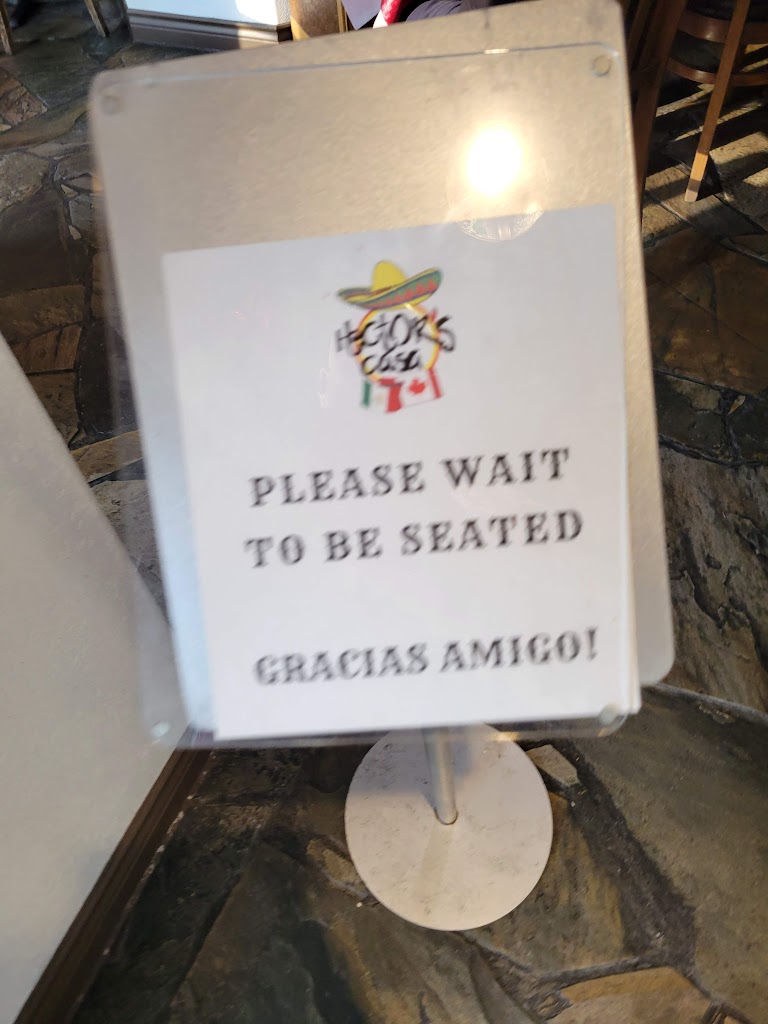 HECTOR'S
casa
PLEASE WAIT
TO BE SEATED
GRACIAS AMIGO!